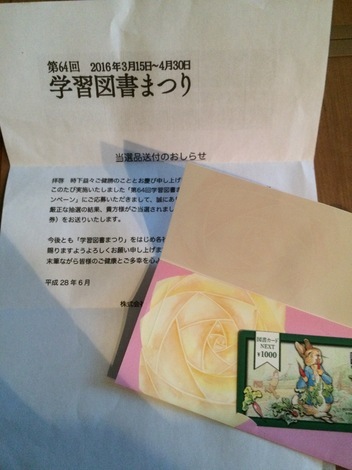 第64回 2016年3月15日~4月30日
学習図書まつり
当選品送付のおしらせ
拝啓 時下益々ご健勝のこととお慶び申し上げ
このたび実施いたしました「第64回学習図書ま
ンペーン」にご応募いただきまして、誠にあり
厳正な抽選の結果、貴方様がご当選されまし
券）をお送りいたします。
今後とも「学習図書まつり」をはじめ各
賜りますようよろしくお願い申し上げま
末筆ながら皆様のご健康とご多幸を心よ
平成28年6月
株式会
図書カード
NEXT
¥1000